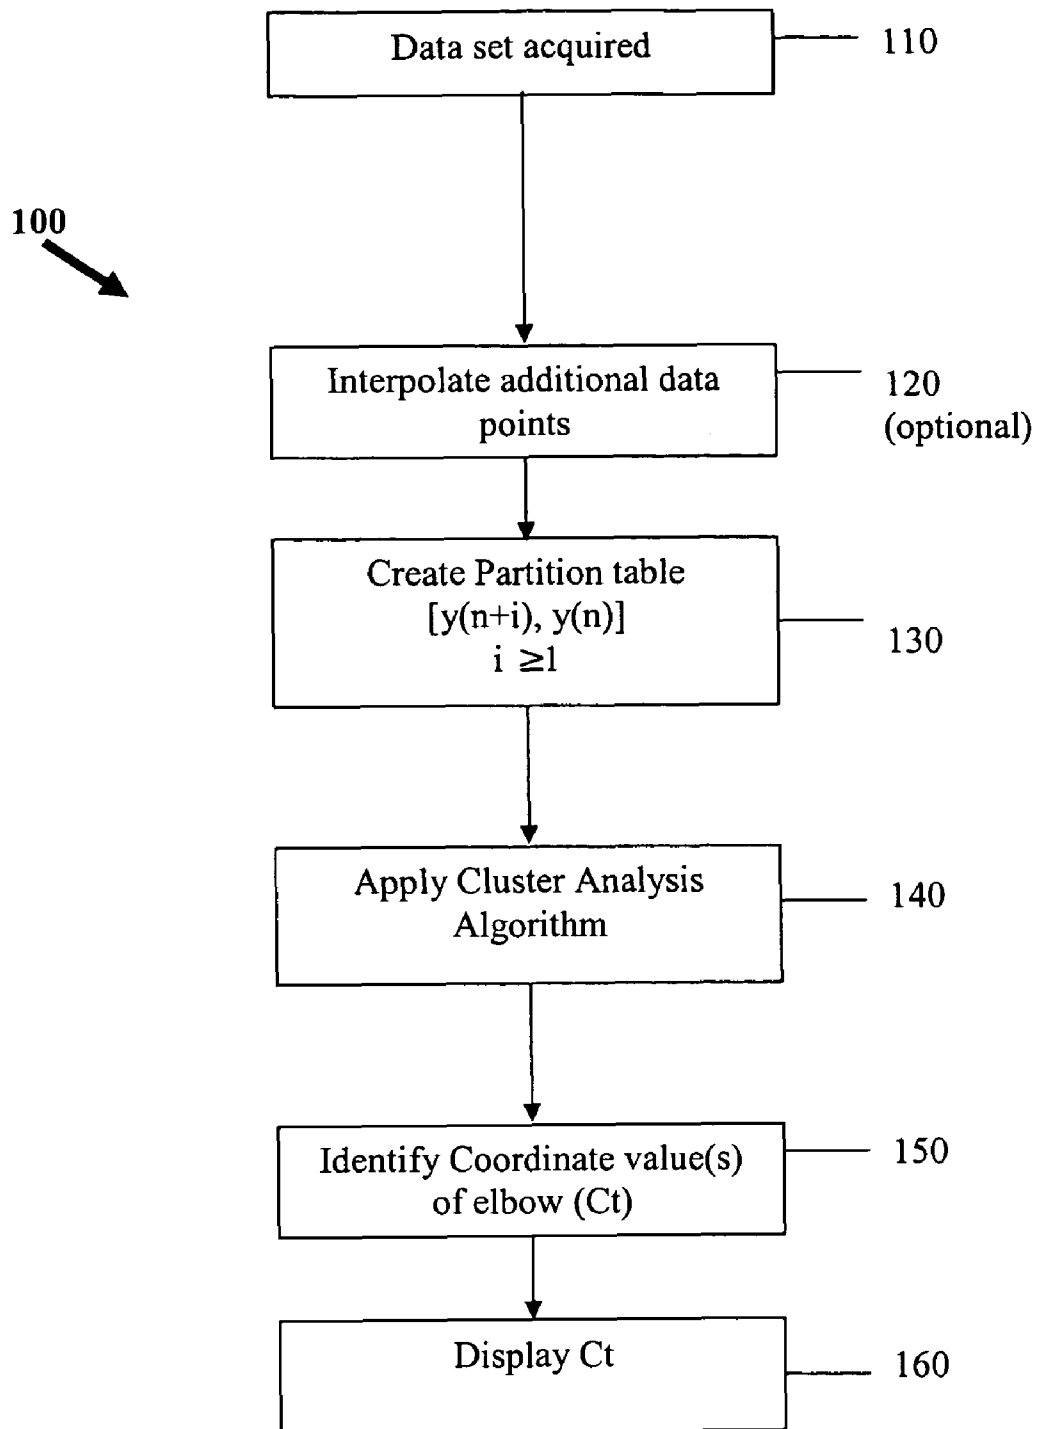 Data set acquired
110
100
Interpolate additional data
points
120
(optional)
Create Partition table
[y(n+i), y(n)]
i ≥1
130
Apply Cluster Analysis
Algorithm
140
Identify Coordinate value(s)
of elbow (Ct)
150
Display Ct
160